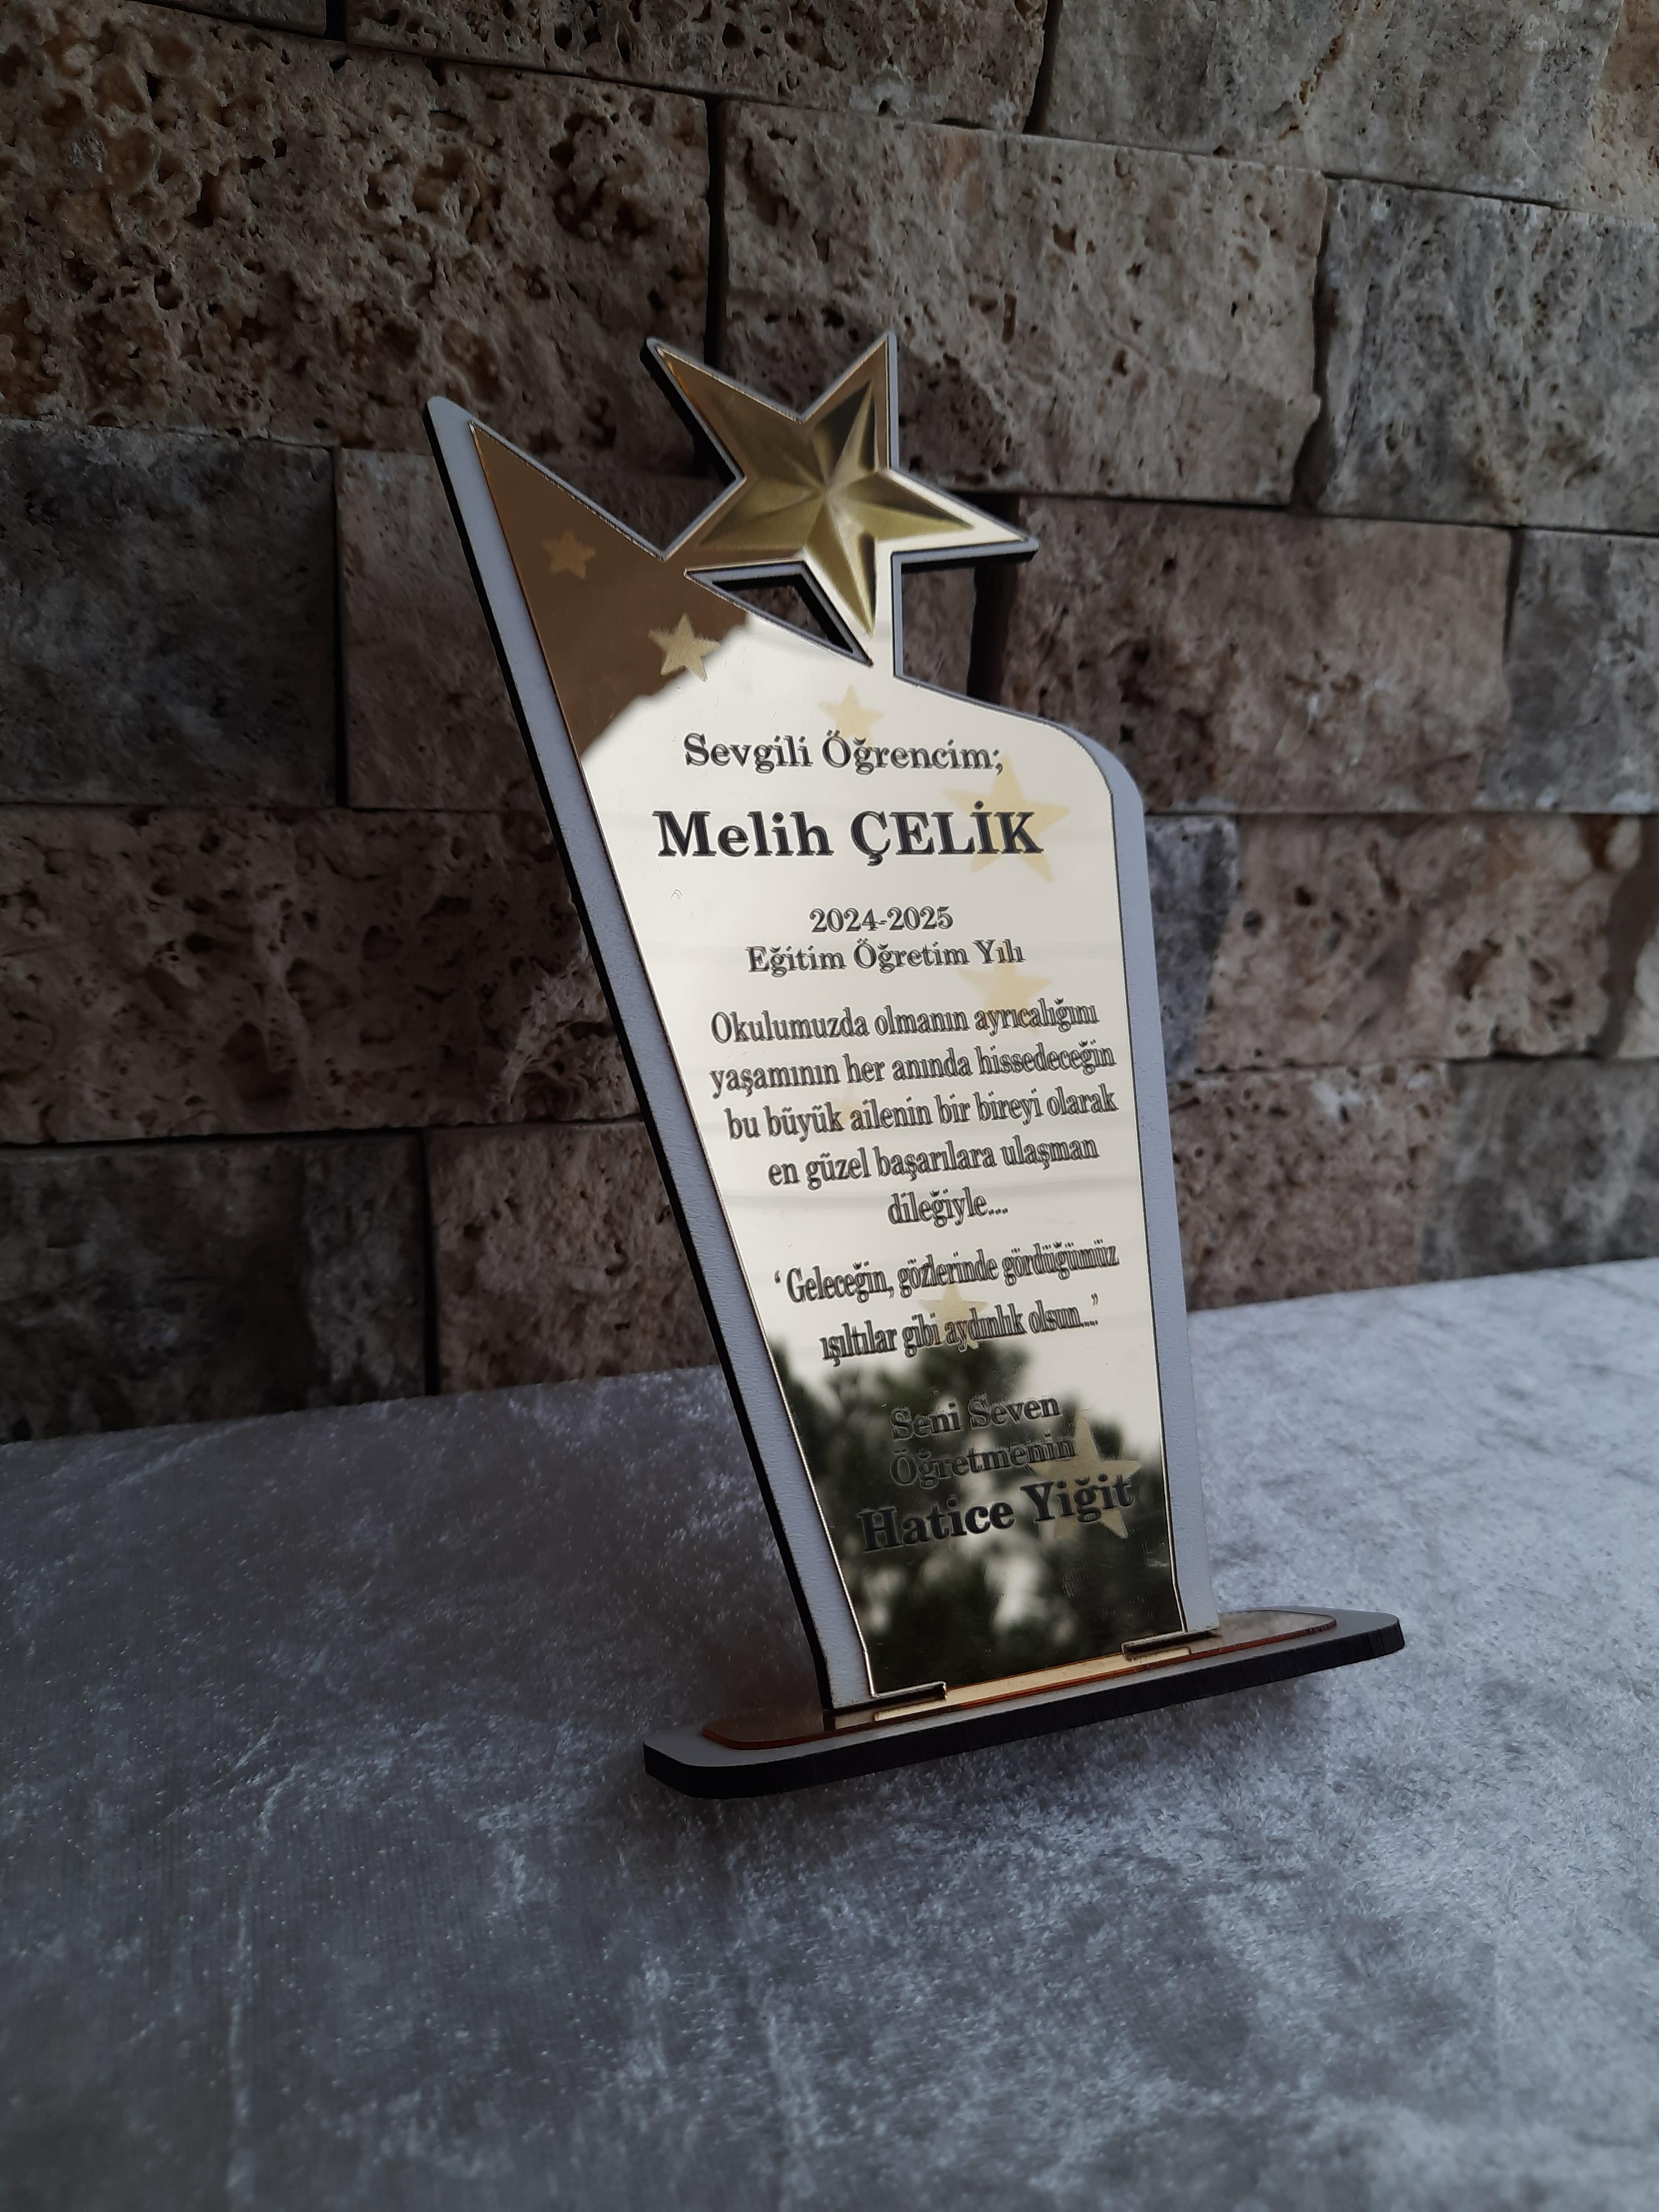 Sevgili Öğrencim;
Melih ÇELİK
2024-2025
Eğitim Öğretim Yılı
Okulumuzda olmanın ayrıcalığını
yaşamının her anında hissedeceğin
bu büyük ailenin bir bireyi olarak
en güzel başarılara ulaşman
dileğiyle...
‘Geleceğin, gözlerinde gördüğümüz
ışıltılar gibi aydınlık olsun...”
Seni Seven
Öğretmenin
Hatice Yiğit